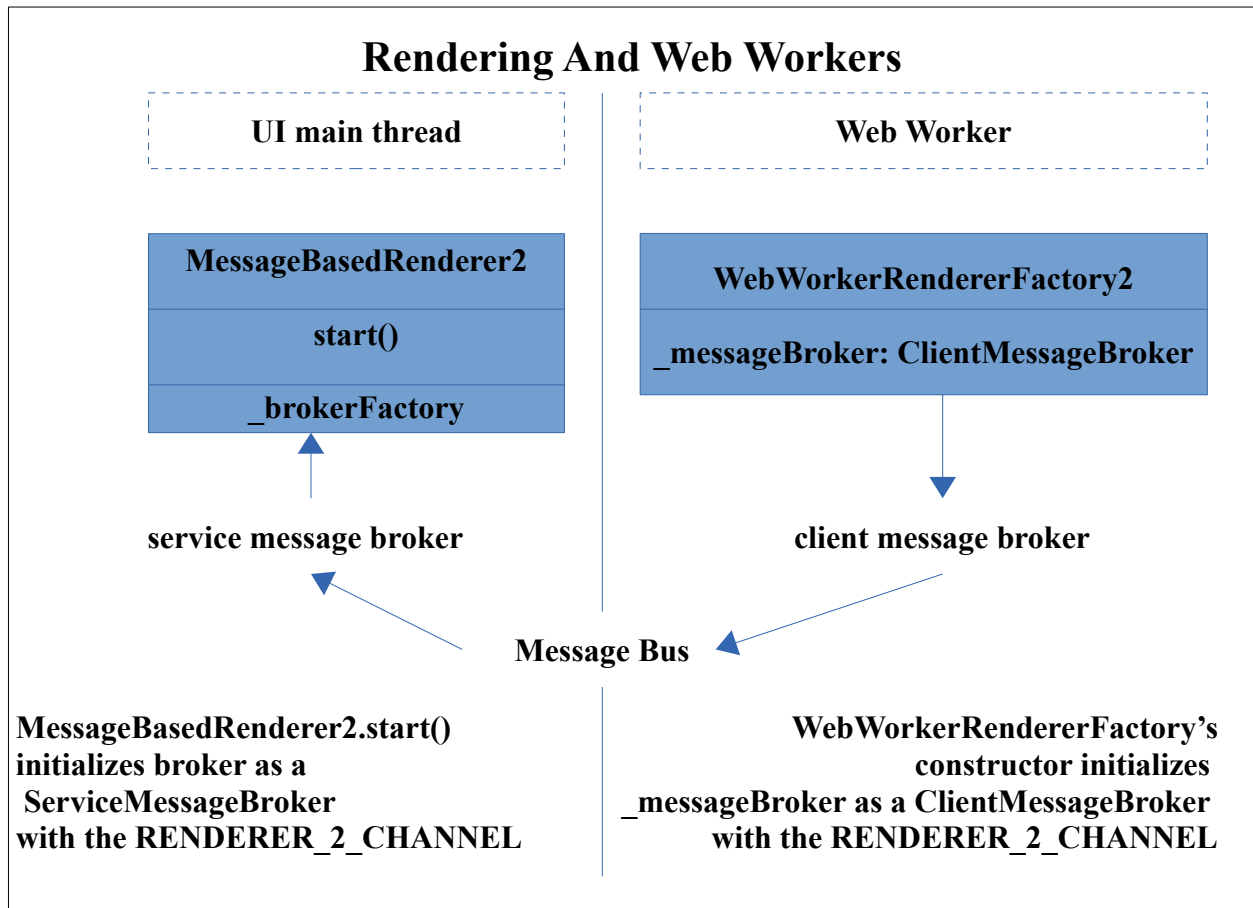 Rendering And Web Workers
UI main thread
Web Worker
MessageBasedRenderer2
start()
_brokerFactory
WebWorkerRendererFactory2
_messageBroker: ClientMessageBroker
service message broker
client message broker
Message Bus
MessageBasedRenderer2.start()
initializes broker as a
ServiceMessageBroker
with the RENDERER_2_CHANNEL
WebWorkerRendererFactory’s
constructor initializes
_messageBroker as a ClientMessageBroker
with the RENDERER_2_CHANNEL